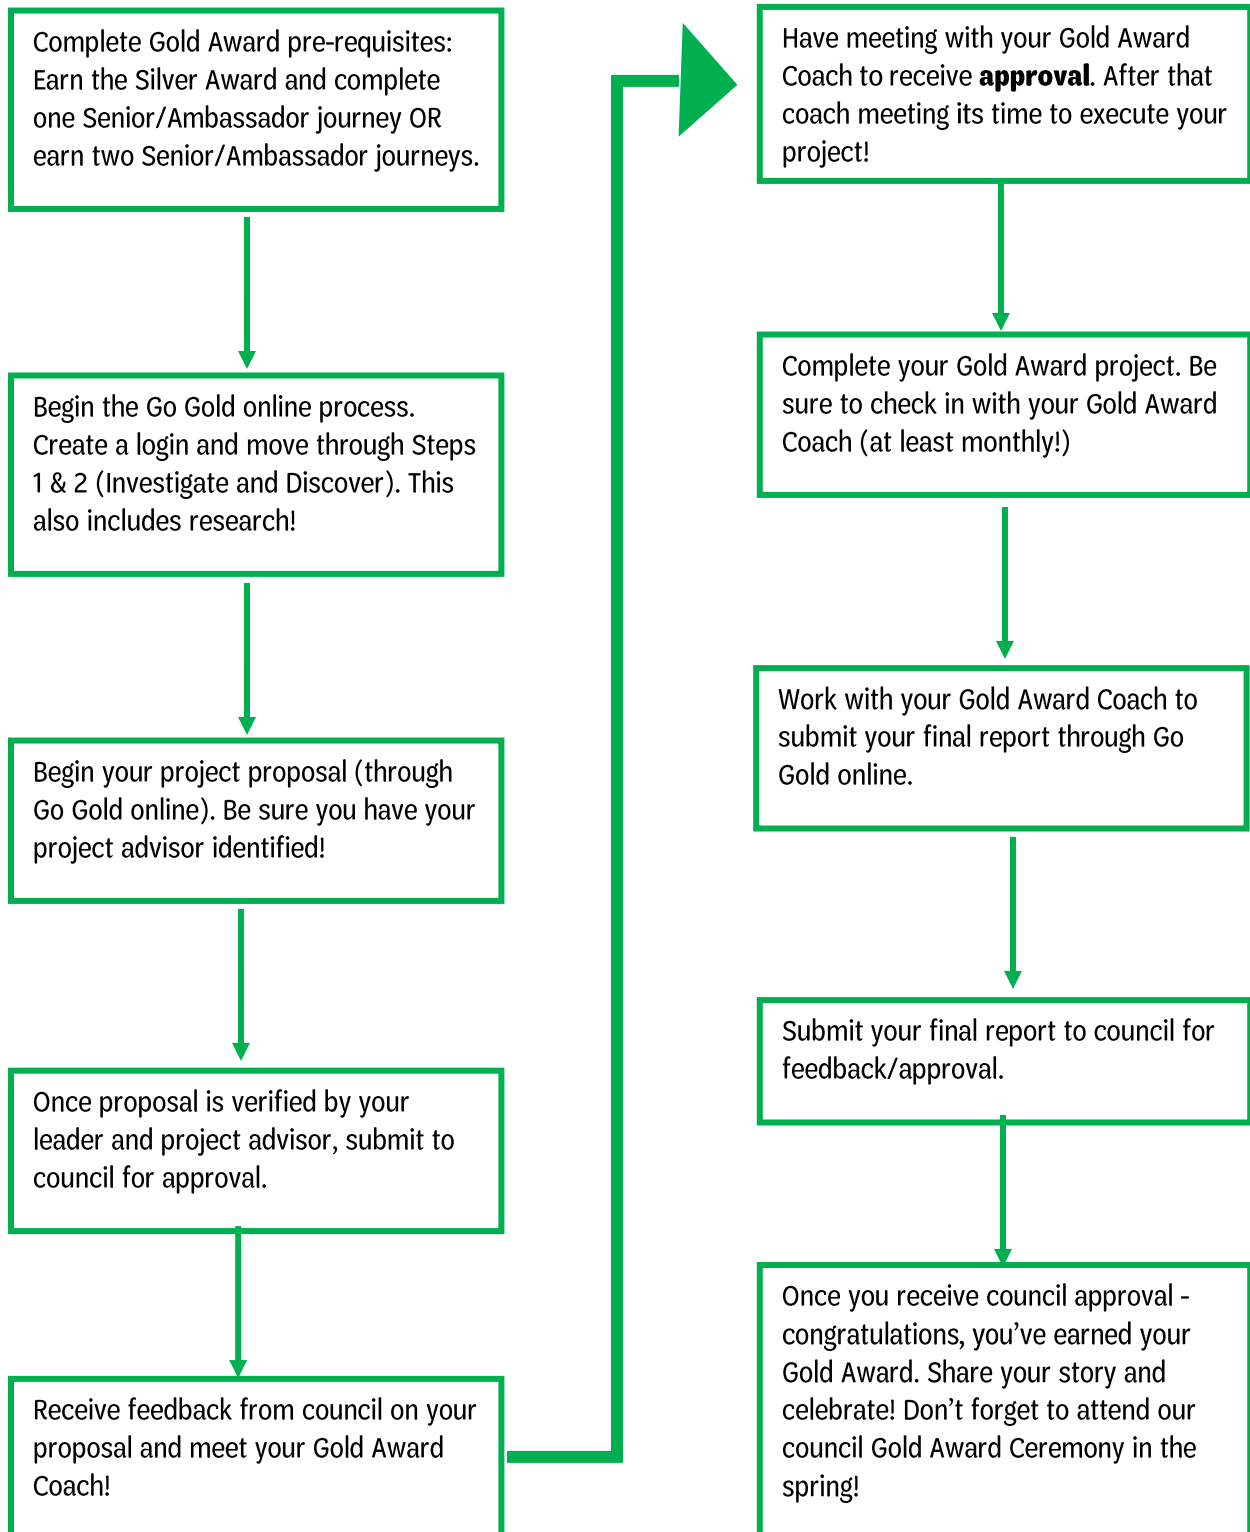 Complete Gold Award pre-requisites:
Earn the Silver Award and complete
one Senior/Ambassador journey OR
earn two Senior/Ambassador journeys.
Begin the Go Gold online process.
Create a login and move through Steps
1 & 2 (Investigate and Discover). This
also includes research!
Begin your project proposal (through
Go Gold online). Be sure you have your
project advisor identified!
Once proposal is verified by your
leader and project advisor, submit to
council for approval.
Receive feedback from council on your
proposal and meet your Gold Award
Coach!
Have meeting with your Gold Award
Coach to receive approval. After that
coach meeting its time to execute your
project!
Complete your Gold Award project. Be
sure to check in with your Gold Award
Coach (at least monthly!)
Work with your Gold Award Coach to
submit your final report through Go
Gold online.
Submit your final report to council for
feedback/approval.
Once you receive council approval -
congratulations, you’ve earned your
Gold Award. Share your story and
celebrate! Don’t forget to attend our
council Gold Award Ceremony in the
spring!